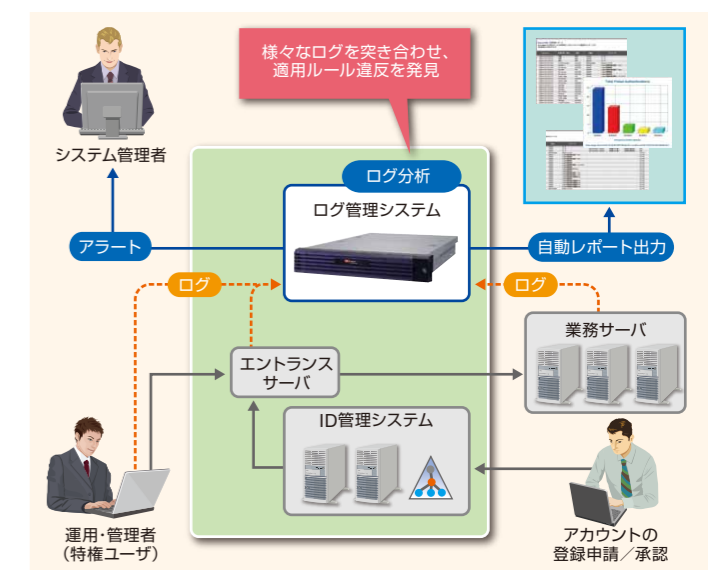 様々なログを突き合わせ、
適用ルール違反を発見
システム管理者
ログ分析
ログ管理システム
アラート
自動レポート出力
ログ
ログ
業務サーバ
エントランス
サーバ
ID管理システム
運用・管理者
(特権ユーザ)
アカウントの
登録申請／承認